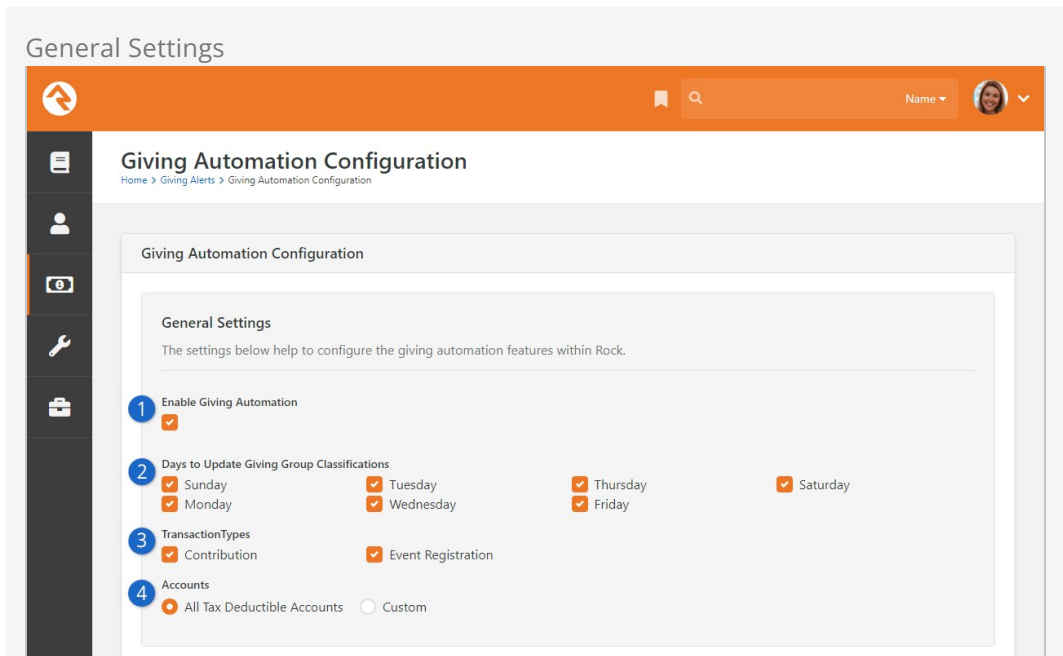 General Settings
Name
Giving Automation Configuration
Home > Giving Alerts > Giving Automation Configuration
Giving Automation Configuration
General Settings
The settings below help to configure the giving automation features within Rock.
1 Enable Giving Automation
2 Days to Update Giving Group Classifications
Sunday Tuesday Thursday Saturday
Monday Wednesday Friday
3 TransactionTypes
Contribution Event Registration
4 Accounts
All Tax Deductible Accounts Custom